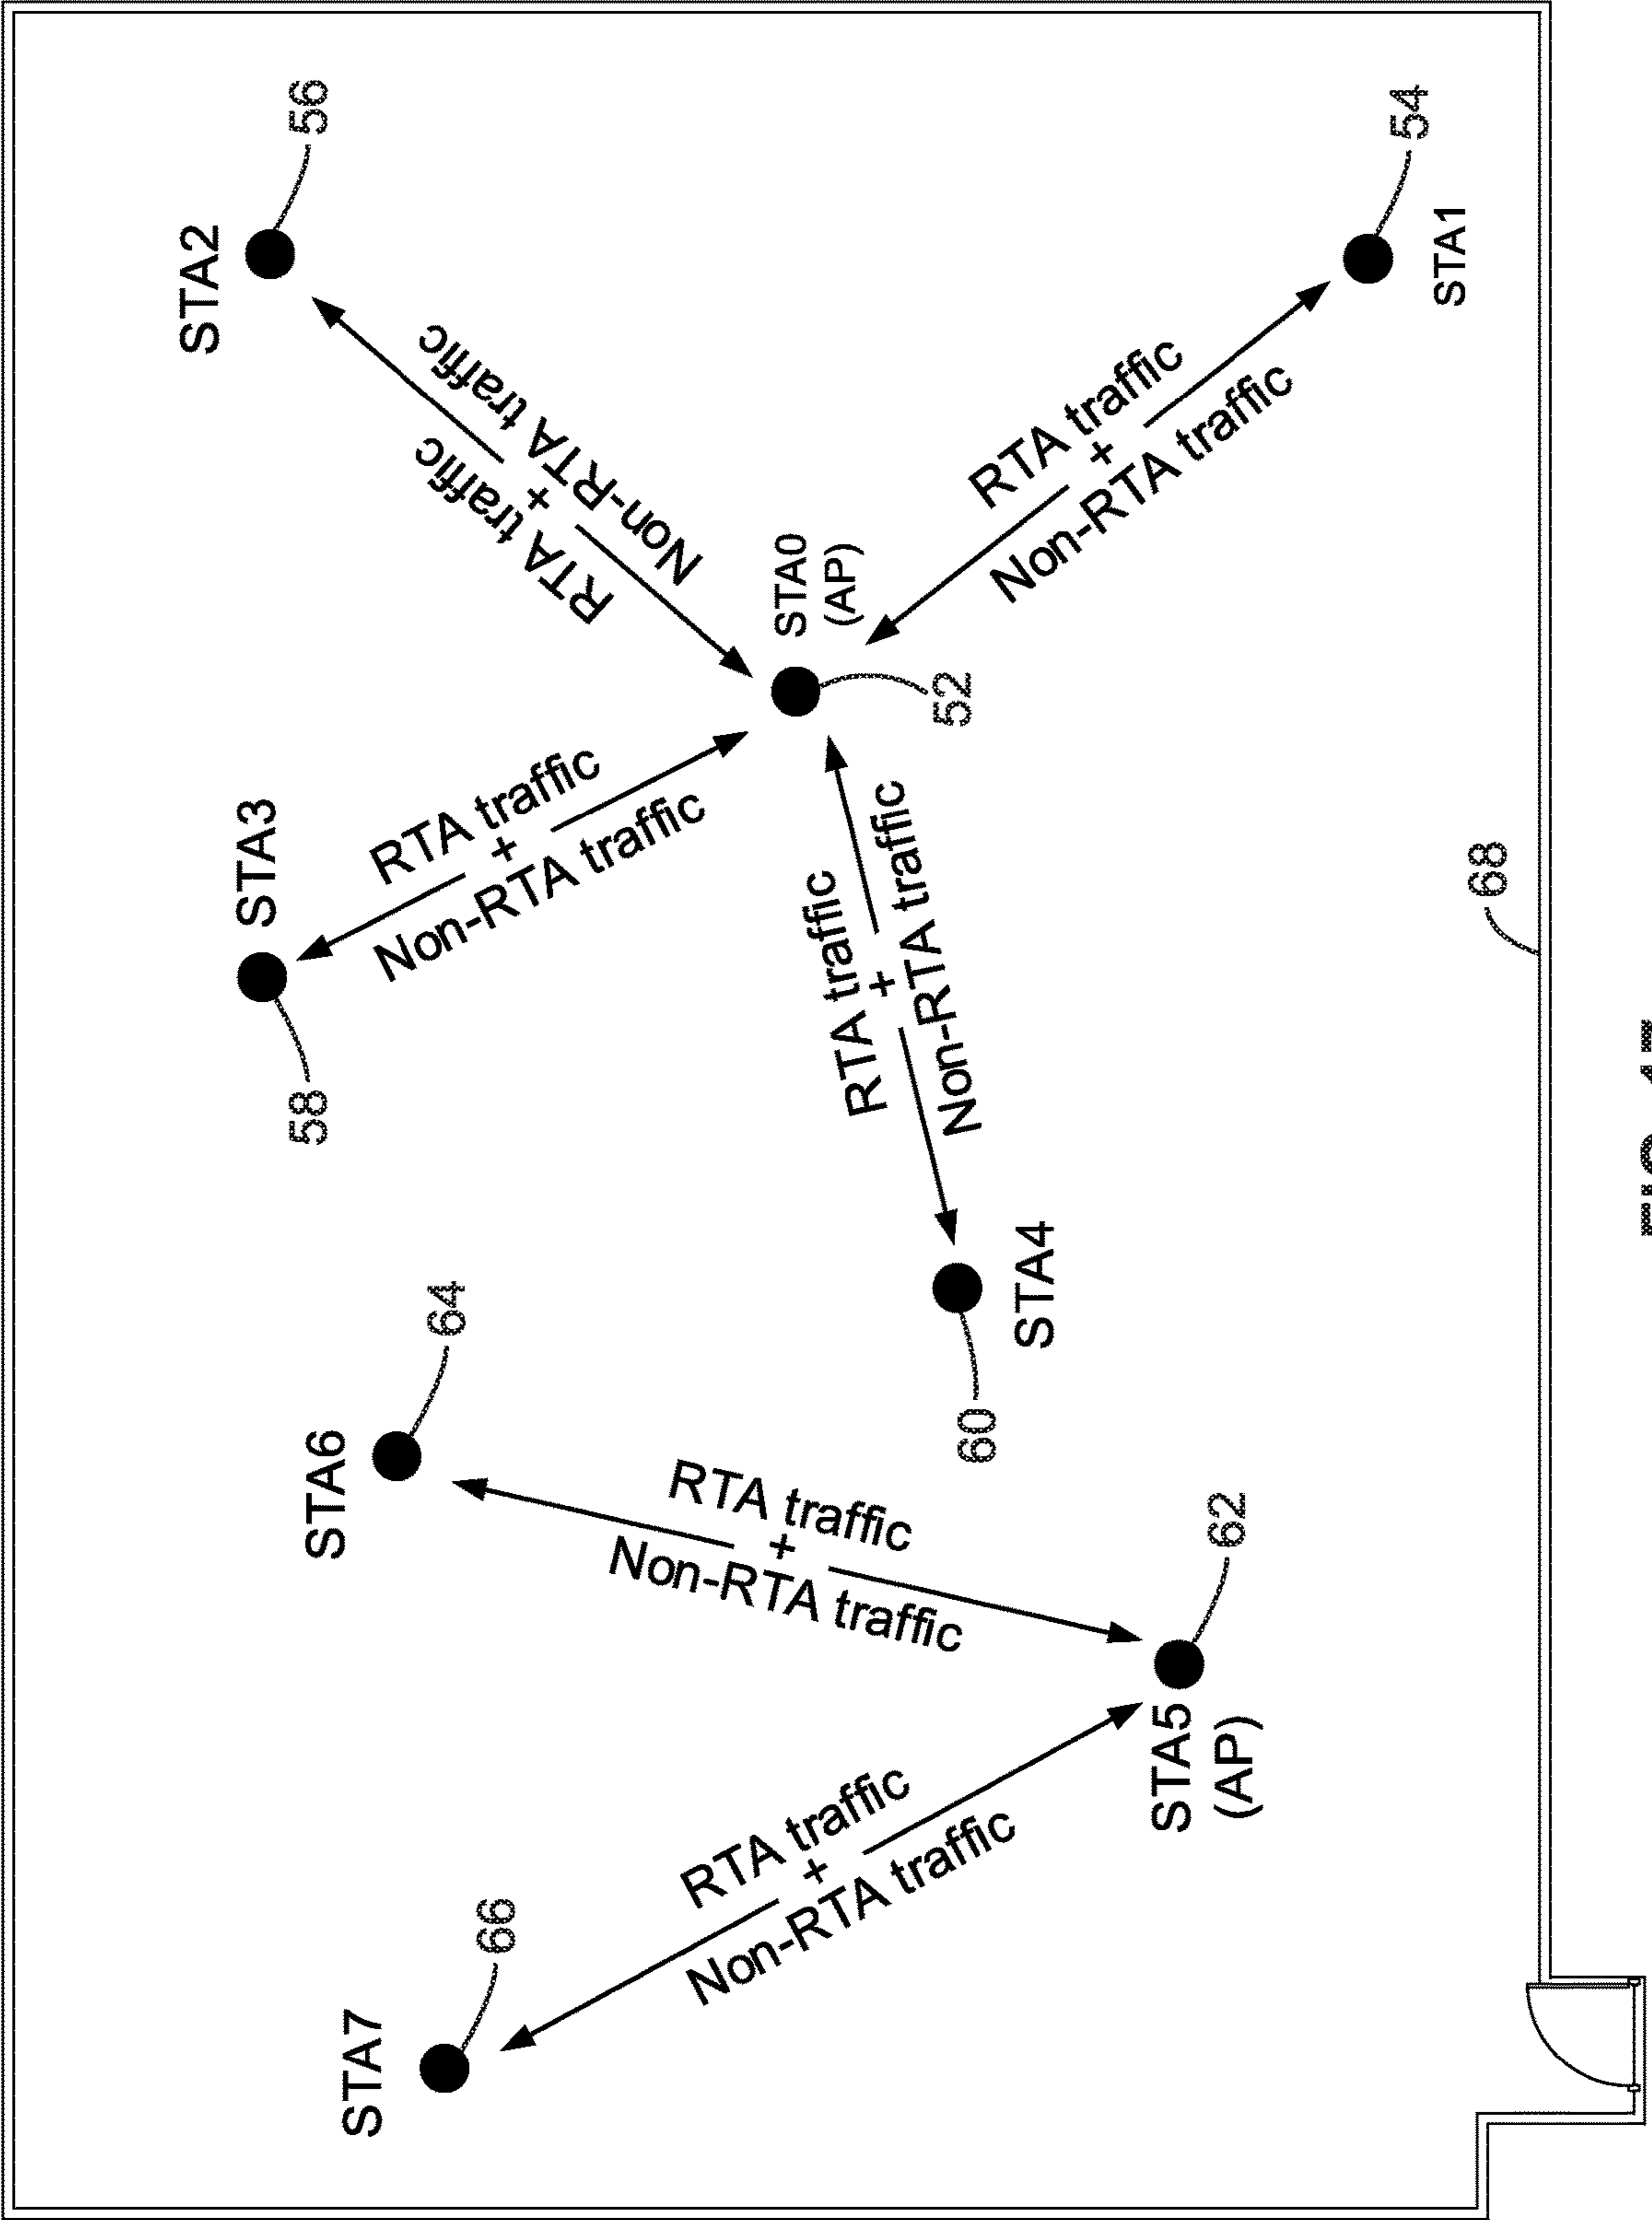 STA7
66
STA6
64
STA3
58
STA2
56
RTA traffic
+
Non-RTA traffic
RTA traffic
+
Non-RTA traffic
RTA traffic
+
Non-RTA traffic
RTA traffic
+
Non-RTA traffic
STA5
(AP)
62
60
STA4
RTA traffic
+
Non-RTA traffic
STA0
(AP)
52
RTA traffic
+
Non-RTA traffic
STA1
54
68